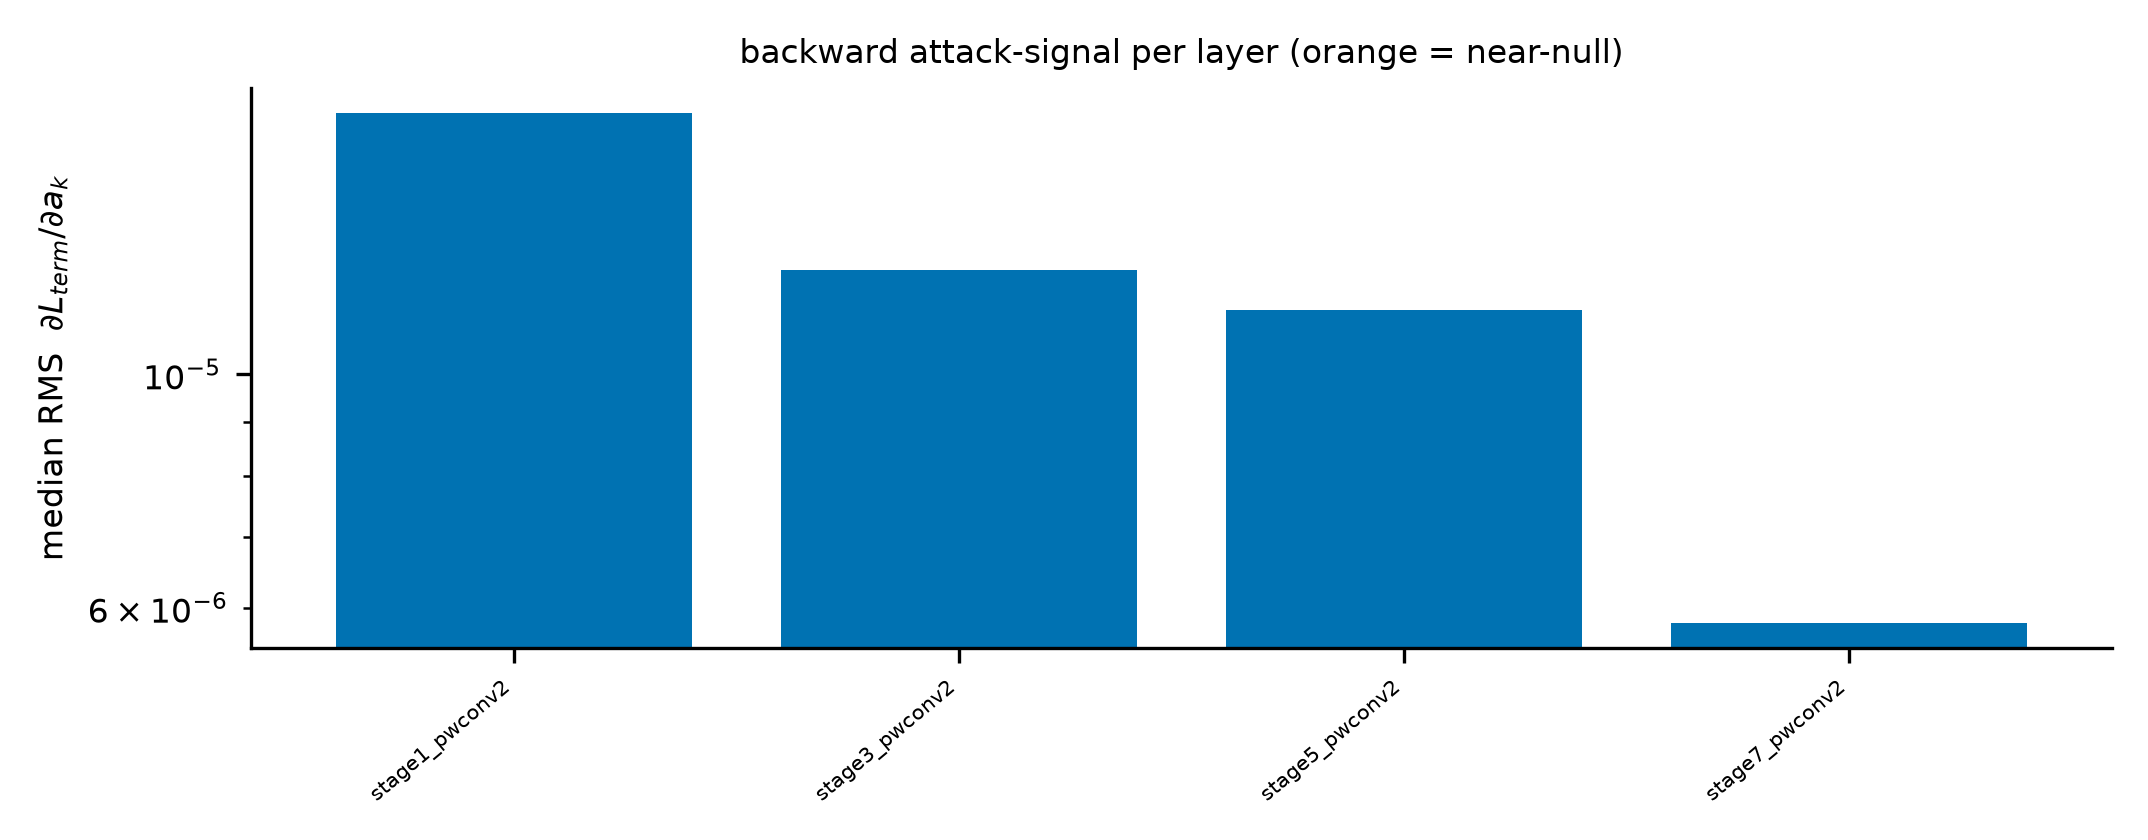 backward attack-signal per layer (orange = near-null)
median RMS ∂L_term/∂a_k
10⁻⁵
6 × 10⁻⁶
stage1_pwconv2
stage3_pwconv2
stage5_pwconv2
stage7_pwconv2